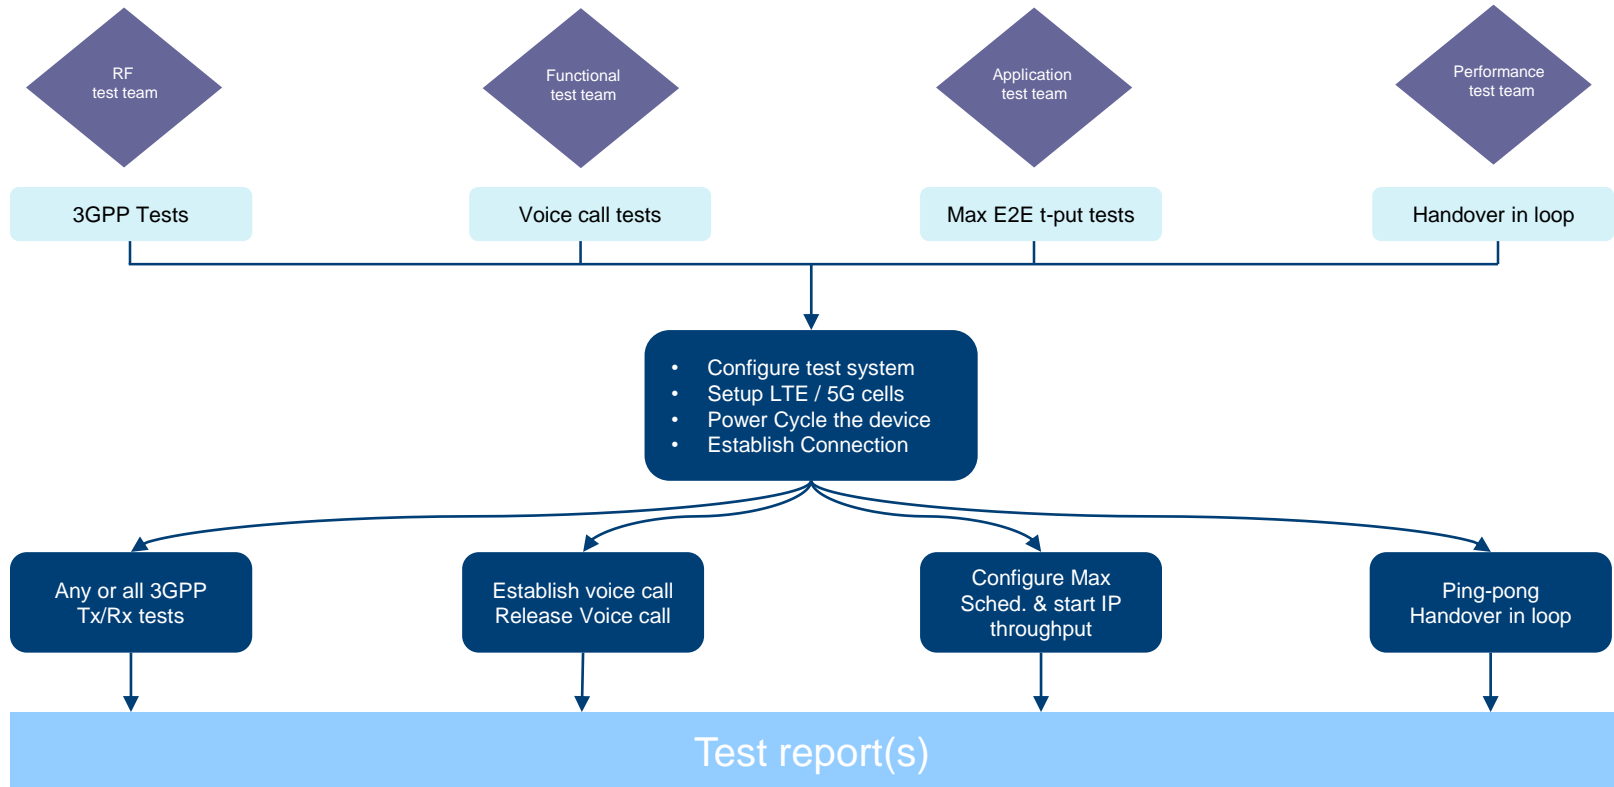 RF
test team
Functional
test team
Application
test team
Performance
test team
3GPP Tests
Voice call tests
Max E2E t-put tests
Handover in loop
• Configure test system
• Setup LTE / 5G cells
• Power Cycle the device
• Establish Connection
Any or all 3GPP
Tx/Rx tests
Establish voice call
Release Voice call
Configure Max
Sched. & start IP
throughput
Ping-pong
Handover in loop
Test report(s)